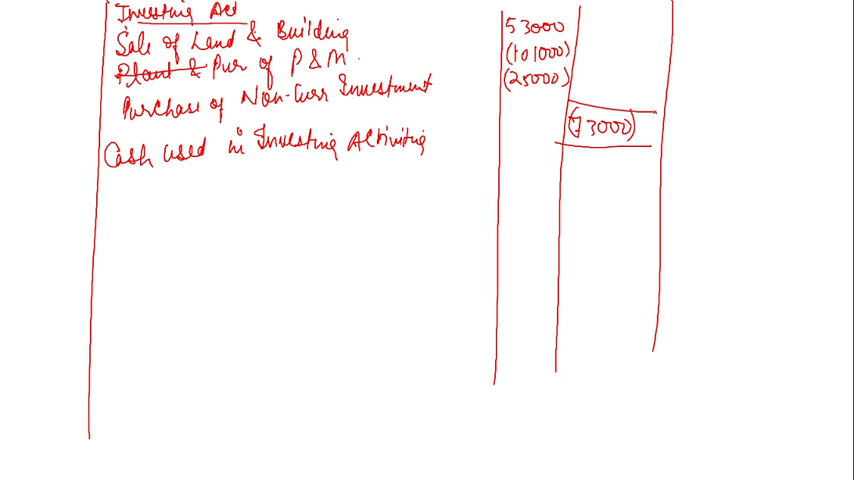 Investing Act
Sale of Land & Building 53000
Plant & Pur of P & M. (101000)
Purchase of Non-Curr Investment (25000)
Cash used in Investing Activities (73000)